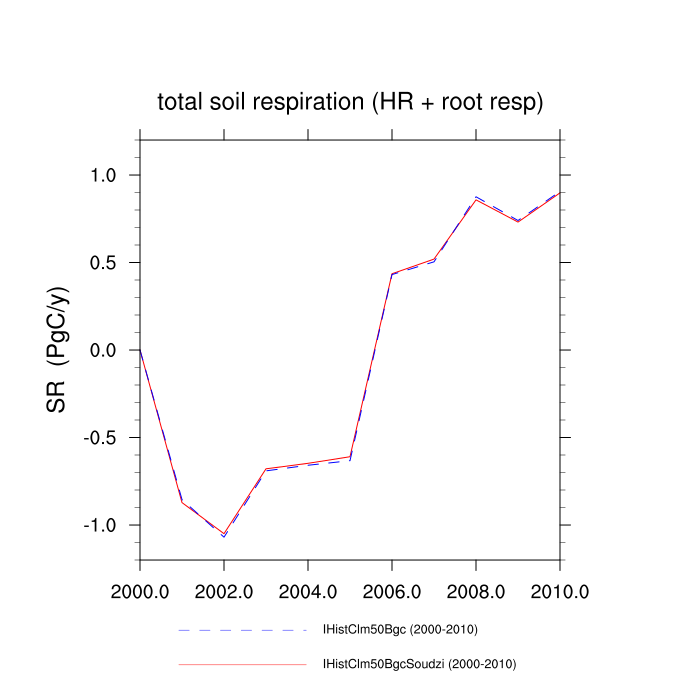 total soil respiration (HR + root resp)
1.0
0.5
0.0
-0.5
-1.0
SR (PgC/y)
2000.0 2002.0 2004.0 2006.0 2008.0 2010.0
IHistClm50Bgc (2000-2010)
IHistClm50BgcSoudzi (2000-2010)